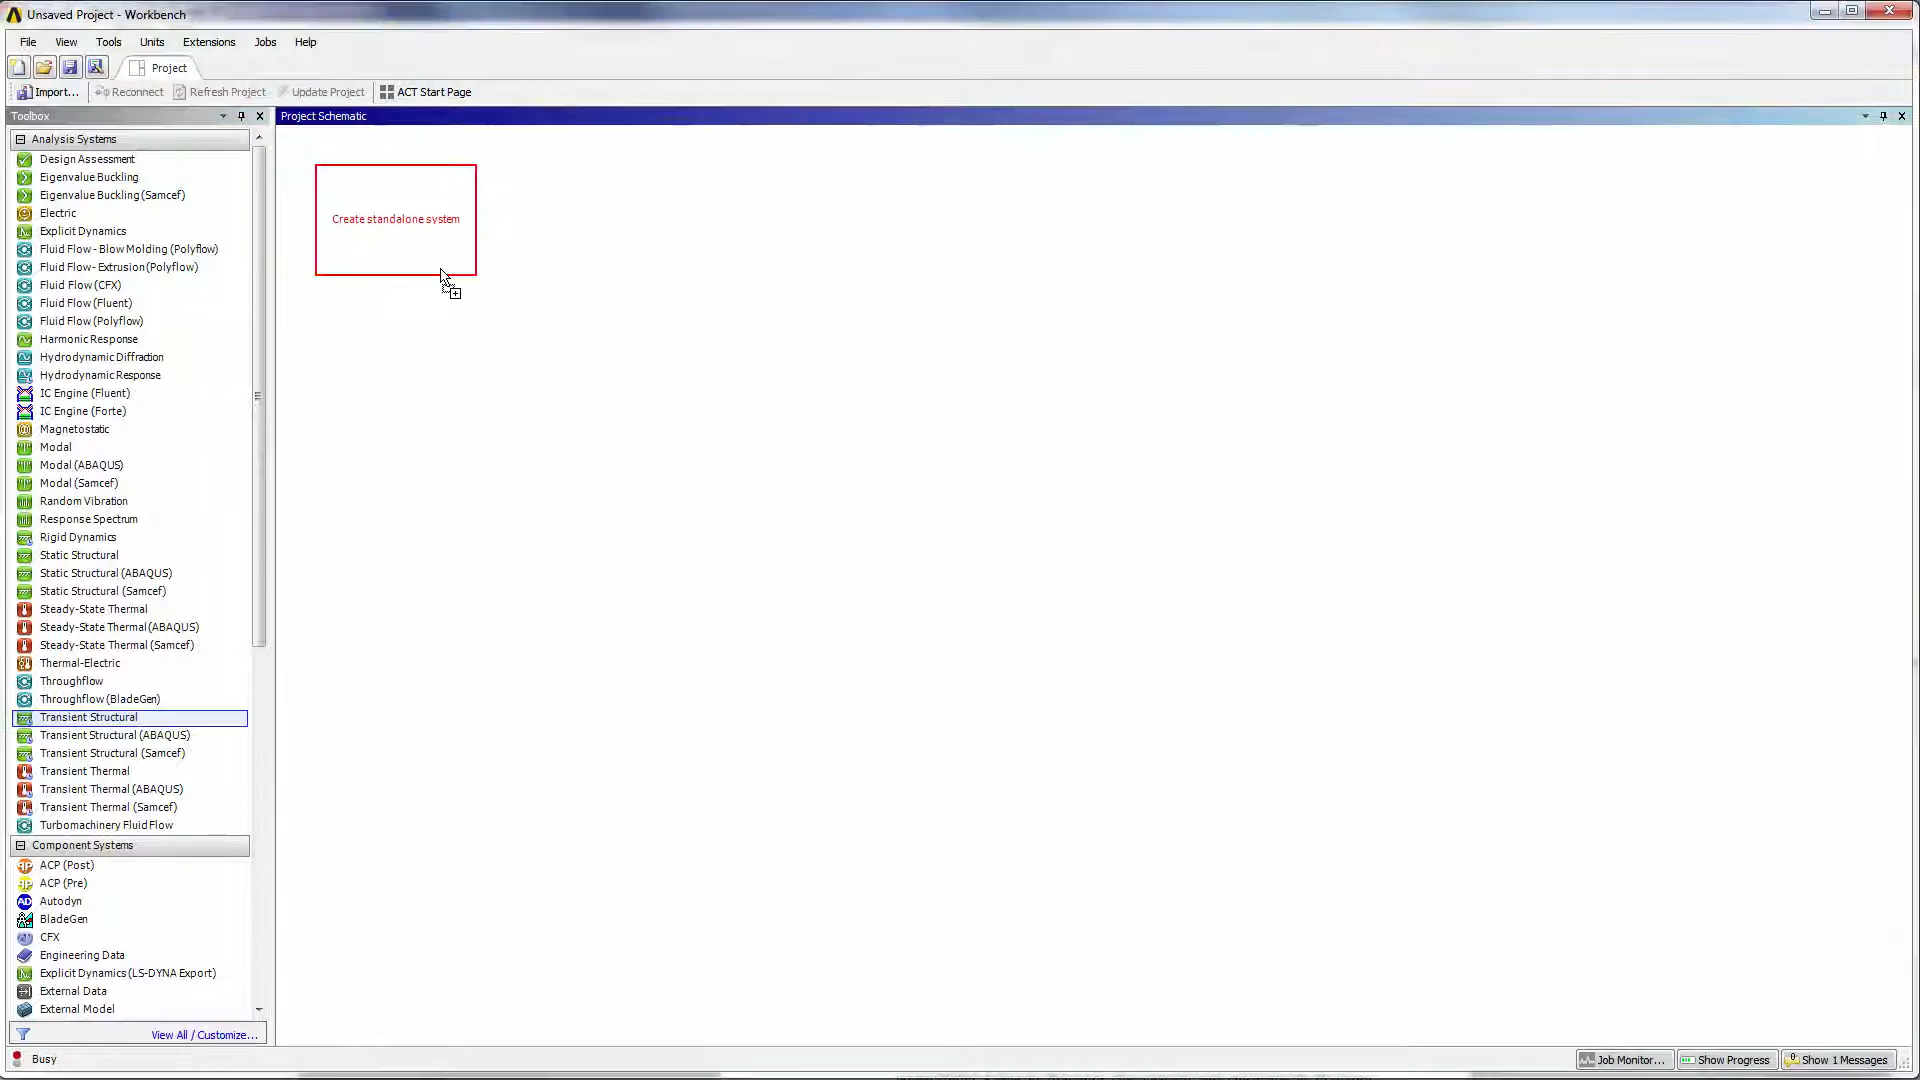 Unsaved Project - Workbench
File View Tools Units Extensions Jobs Help
Project
Import... Reconnect Refresh Project Update Project ACT Start Page
Toolbox
Project Schematic
Analysis Systems
Design Assessment
Eigenvalue Buckling
Eigenvalue Buckling (Samcef)
Electric
Explicit Dynamics
Fluid Flow - Blow Molding (Polyflow)
Fluid Flow - Extrusion (Polyflow)
Fluid Flow (CFX)
Fluid Flow (Fluent)
Fluid Flow (Polyflow)
Harmonic Response
Hydrodynamic Diffraction
Hydrodynamic Response
IC Engine (Fluent)
IC Engine (Forte)
Magnetostatic
Modal
Modal (ABAQUS)
Modal (Samcef)
Random Vibration
Response Spectrum
Rigid Dynamics
Static Structural
Static Structural (ABAQUS)
Static Structural (Samcef)
Steady-State Thermal
Steady-State Thermal (ABAQUS)
Steady-State Thermal (Samcef)
Thermal-Electric
Throughflow
Throughflow (BladeGen)
Transient Structural
Transient Structural (ABAQUS)
Transient Structural (Samcef)
Transient Thermal
Transient Thermal (ABAQUS)
Transient Thermal (Samcef)
Turbomachinery Fluid Flow
Component Systems
ACP (Post)
ACP (Pre)
Autodyn
BladeGen
CFX
Engineering Data
Explicit Dynamics (LS-DYNA Export)
External Data
External Model
View All / Customize...
Create standalone system
Busy
Job Monitor... Show Progress Show 1 Messages